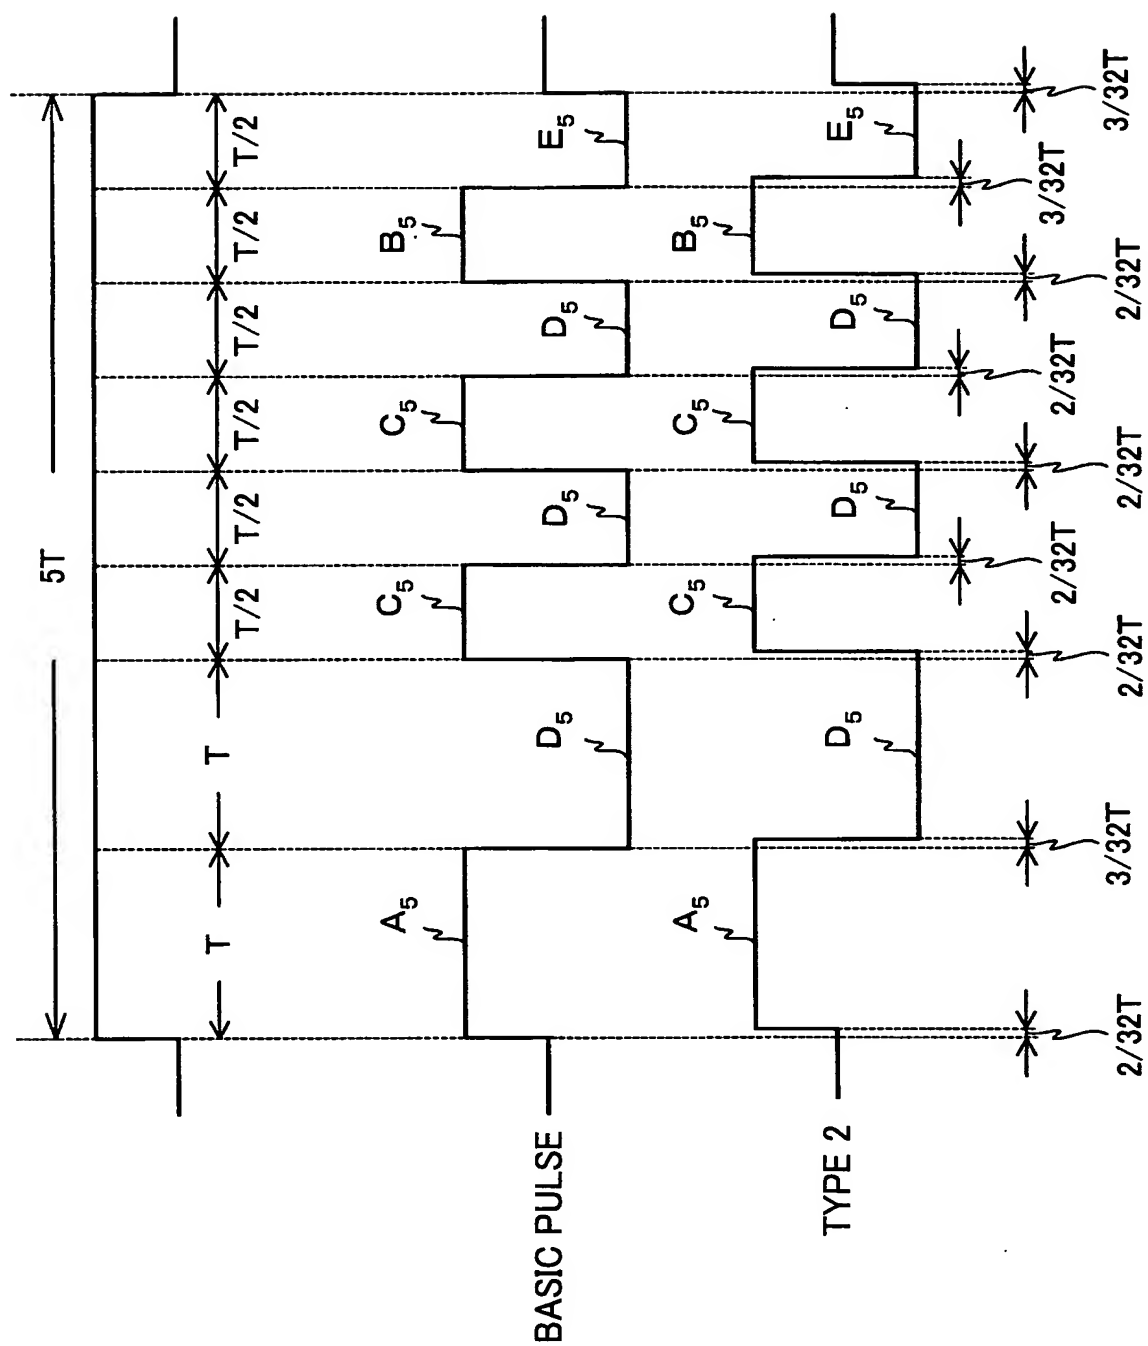 5T
T
T
T/2
T/2
T/2
T/2
T/2
T/2
BASIC PULSE
A₅
D₅
C₅
D₅
C₅
D₅
B₅
E₅
TYPE 2
A₅
D₅
C₅
D₅
C₅
D₅
B₅
E₅
2/32T
3/32T
2/32T
2/32T
2/32T
2/32T
2/32T
3/32T
3/32T